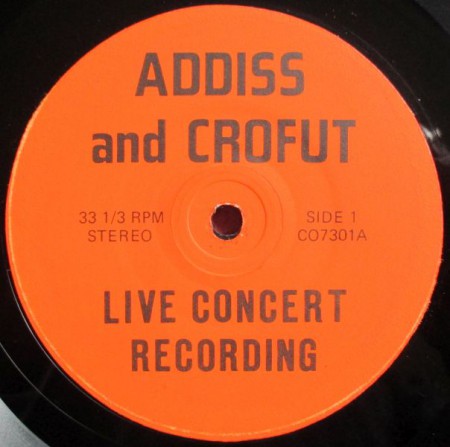 ADDISS
and CROFUT
33 1/3 RPM
STEREO
SIDE 1
CO7301A
LIVE CONCERT
RECORDING